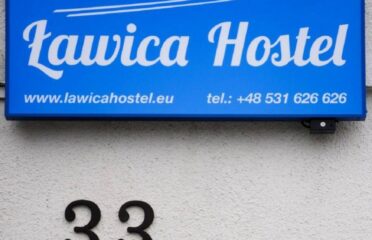 Ławica Hostel
www.lawicahostel.eu tel.: +48 531 626 626
33